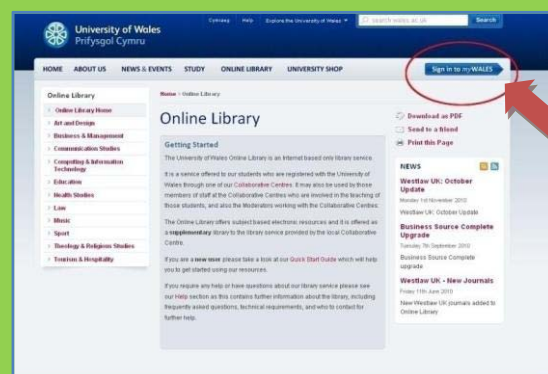 Cymraeg Help Explore the University of Wales
search wales.ac.uk Search
University of Wales
Prifysgol Cymru
HOME ABOUT US NEWS & EVENTS STUDY ONLINE LIBRARY UNIVERSITY SHOP
Sign in to myWALES
Online Library
Online Library Home
Art and Design
Business & Management
Communication Studies
Computing & Information
Technology
Education
Health Studies
Law
Music
Sport
Theology & Religious Studies
Tourism & Hospitality
Home > Online Library
Online Library
Getting Started
The University of Wales Online Library is an Internet based only library service.
It is a service offered to our students who are registered with the University of
Wales through one of our Collaborative Centres. It may also be used by those
members of staff at the Collaborative Centres who are involved in the teaching of
those students, and also the Moderators working with the Collaborative Centres.
The Online Library offers subject based electronic resources and it is offered as
a supplementary library to the library service provided by the local Collaborative
Centre.
If you are a new user please take a look at our Quick Start Guide which will help
you to get started using our resources.
If you require any help or have questions about our library service please see
our Help section as this contains further information about the library, including
frequently asked questions, technical requirements, and who to contact for
further help.
Download as PDF
Send to a friend
Print this Page
NEWS
Westlaw UK: October
Update
Monday 1st November 2010
Westlaw UK: October Update
Business Source Complete
Upgrade
Tuesday 7th September 2010
Business Source Complete
upgrade
Westlaw UK - New Journals
Friday 11th June 2010
New Westlaw UK journals added to
Online Library